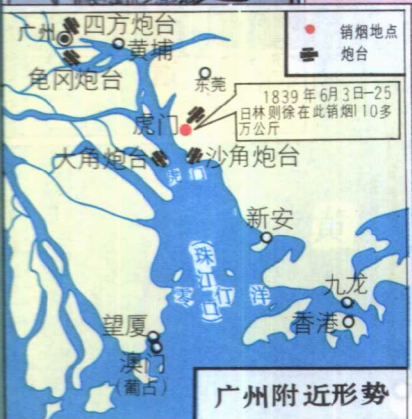 四方炮台
广州
黄埔
龟冈炮台
东莞
销烟地点
炮台
1839年6月3日—25
日林则徐在此销烟110多
万公斤
虎门
大角炮台
沙角炮台
新安
珠
江
口
零丁洋
九龙
香港
望厦
澳门
(葡占)
广州附近形势